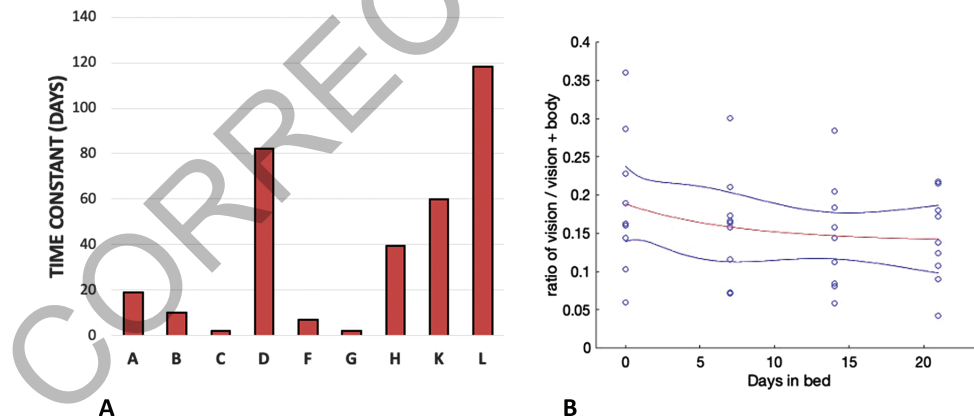 CORREC
TIME CONSTANT (DAYS)
140
120
100
80
60
40
20
0
A B C D F G H K L
A
ratio of vision / vision + body
0.4
0.35
0.3
0.25
0.2
0.15
0.1
0.05
0
0 5 10 15 20
Days in bed
B